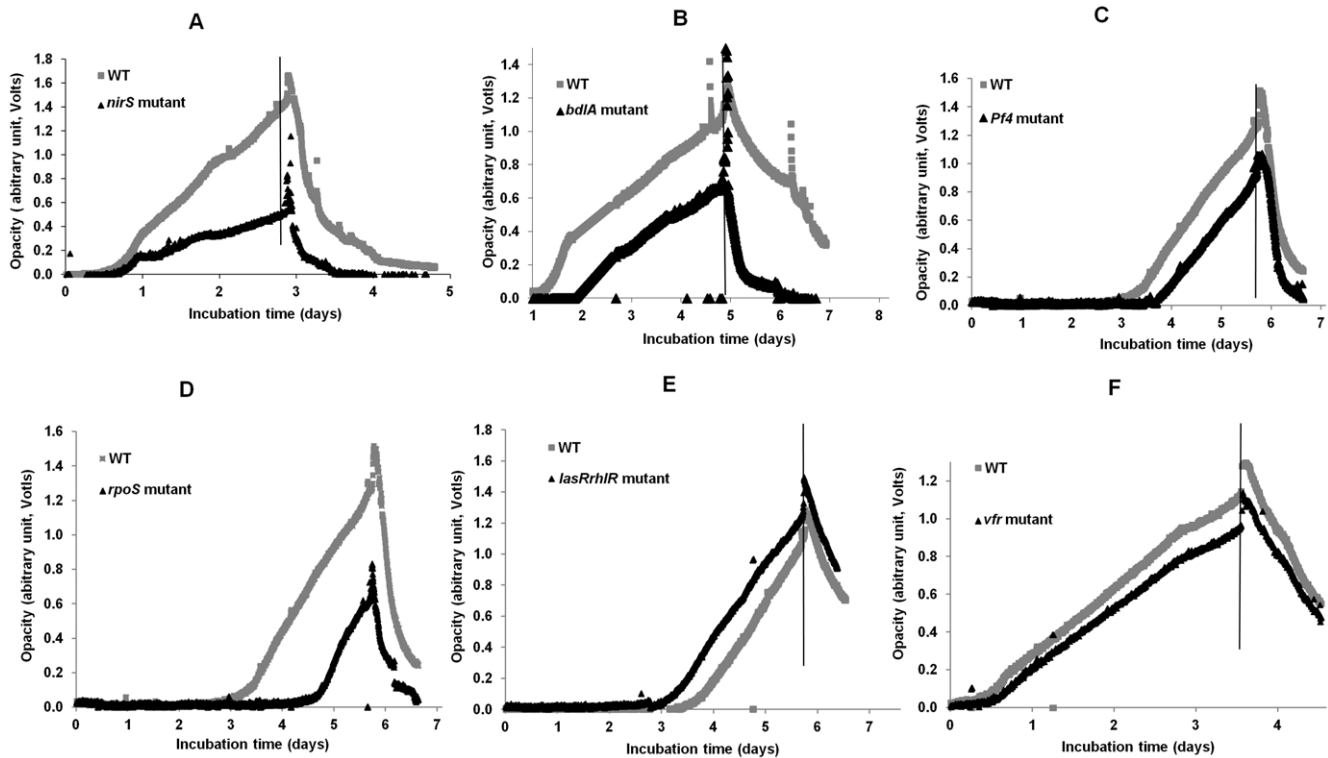 A
Opacity ( abitrary unit, Volts)
1.8
1.6
1.4
1.2
1.0
0.8
0.6
0.4
0.2
0.0
WT
nirS mutant
0 1 2 3 4 5
Incubation time (days)
B
Opacity (arbitrary unit, Votls)
1.4
1.2
1.0
0.8
0.6
0.4
0.2
0.0
WT
bdlA mutant
1 2 3 4 5 6 7 8
Incubation time (days)
C
Opacity (arbitrary unit, Volts)
1.6
1.4
1.2
1.0
0.8
0.6
0.4
0.2
0.0
WT
Pf4 mutant
0 1 2 3 4 5 6 7
Incubation time (days)
D
Opacity (arbitrary unit, Votls)
1.6
1.4
1.2
1.0
0.8
0.6
0.4
0.2
0.0
WT
rpoS mutant
0 1 2 3 4 5 6 7
Incubation time (days)
E
Opacity (arbitrary unit, Volts)
1.8
1.6
1.4
1.2
1.0
0.8
0.6
0.4
0.2
0.0
WT
lasRrhlR mutant
0 1 2 3 4 5 6 7
Incubation time (days)
F
Opacity (abitrary unit, Volts)
1.2
1.0
0.8
0.6
0.4
0.2
0.0
WT
vfr mutant
0 1 2 3 4
Incubation time (days)